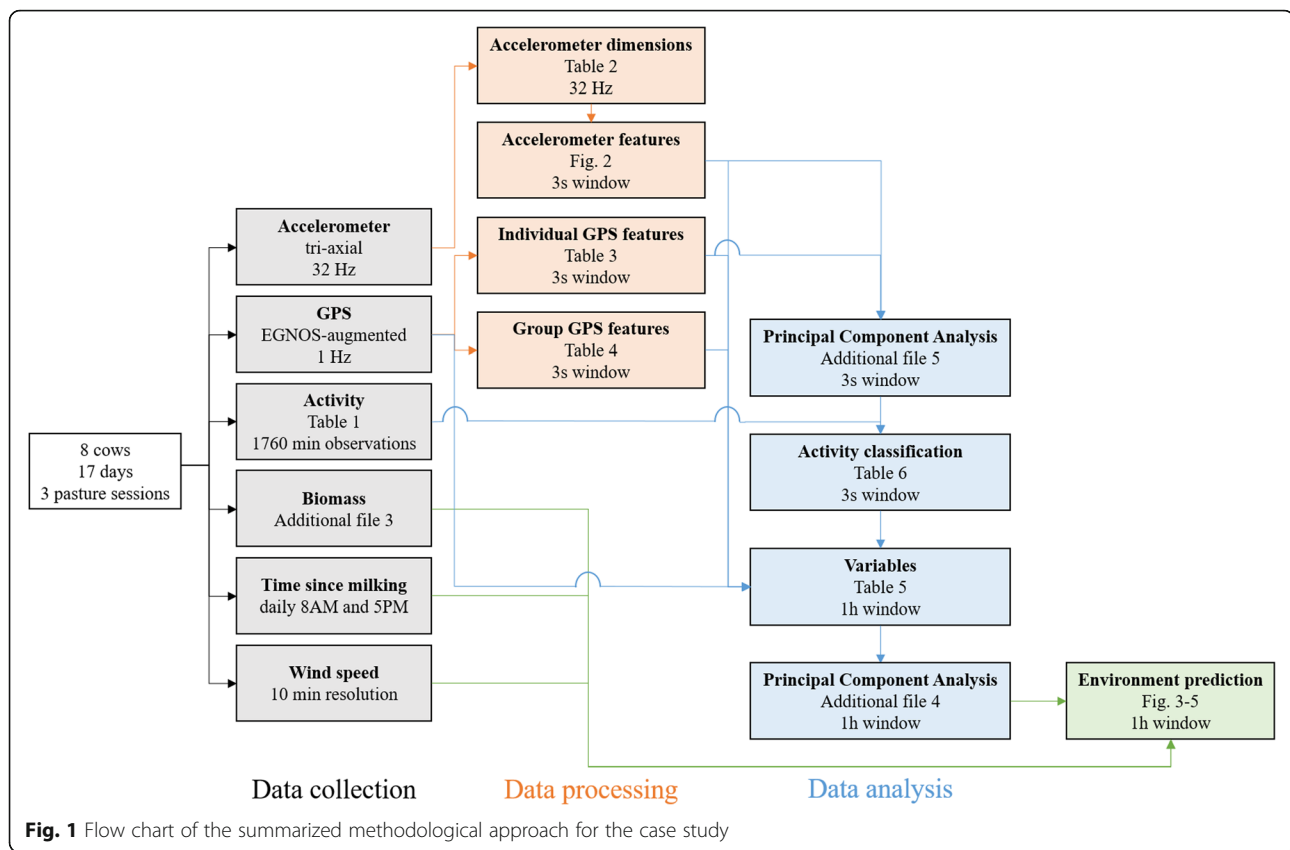 Accelerometer dimensions
Table 2
32 Hz
Accelerometer features
Fig. 2
3s window
Accelerometer
tri-axial
32 Hz
Individual GPS features
Table 3
3s window
GPS
EGNOS-augmented
1 Hz
Group GPS features
Table 4
3s window
Principal Component Analysis
Additional file 5
3s window
Activity
Table 1
1760 min observations
8 cows
17 days
3 pasture sessions
Activity classification
Table 6
3s window
Biomass
Additional file 3
Variables
Table 5
1h window
Time since milking
daily 8AM and 5PM
Wind speed
10 min resolution
Principal Component Analysis
Additional file 4
1h window
Environment prediction
Fig. 3-5
1h window
Data collection
Data processing
Data analysis
Fig. 1 Flow chart of the summarized methodological approach for the case study